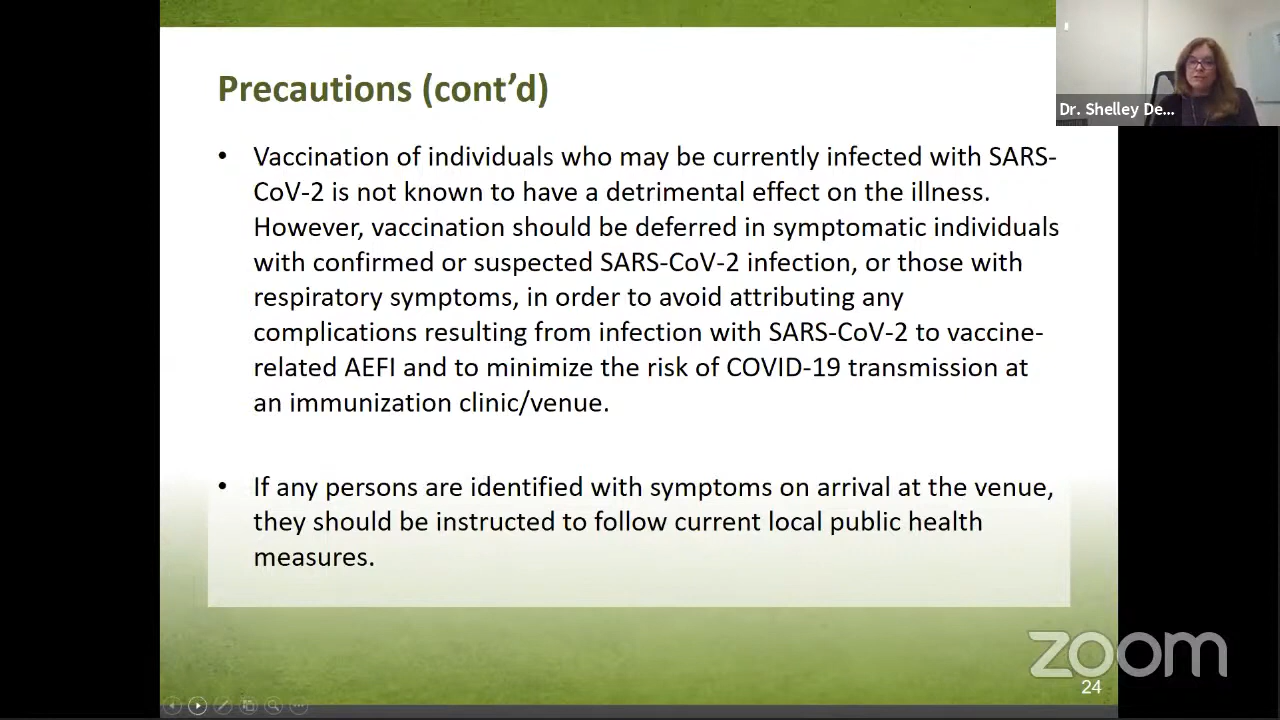 Precautions (cont’d)
Dr. Shelley De...
• Vaccination of individuals who may be currently infected with SARS-
CoV-2 is not known to have a detrimental effect on the illness.
However, vaccination should be deferred in symptomatic individuals
with confirmed or suspected SARS-CoV-2 infection, or those with
respiratory symptoms, in order to avoid attributing any
complications resulting from infection with SARS-CoV-2 to vaccine-
related AEFI and to minimize the risk of COVID-19 transmission at
an immunization clinic/venue.
• If any persons are identified with symptoms on arrival at the venue,
they should be instructed to follow current local public health
measures.
zoom
24